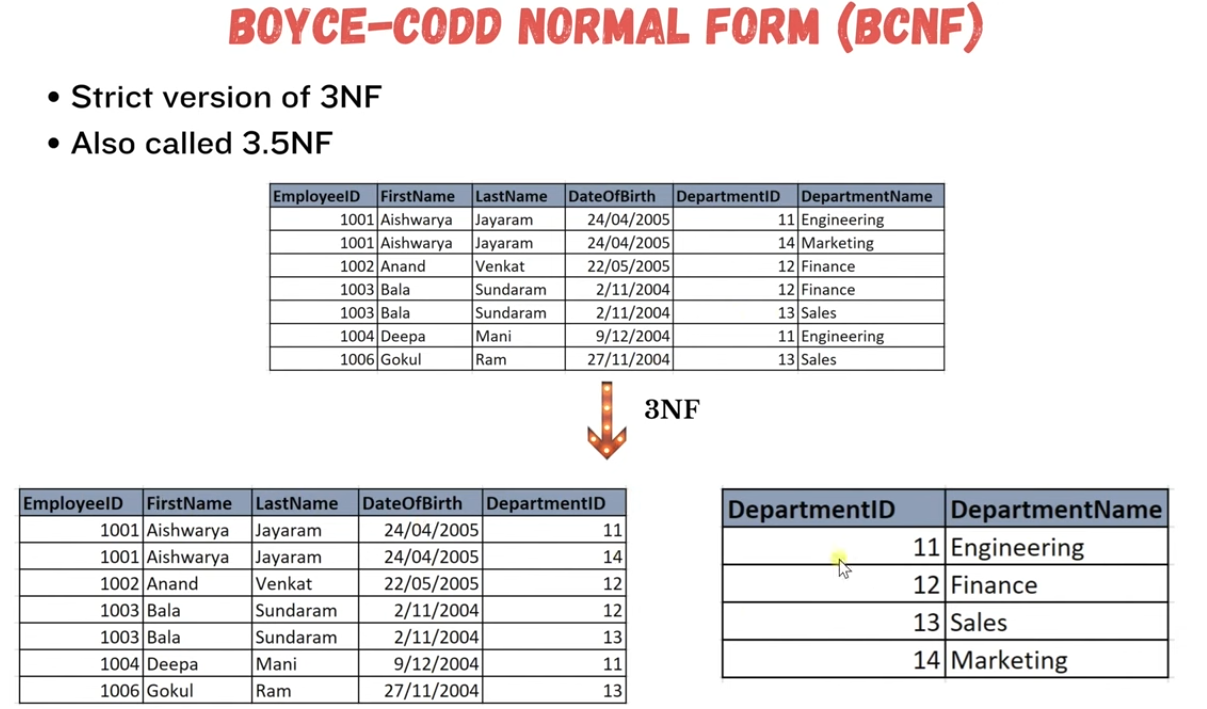 BOYCE-CODD NORMAL FORM (BCNF)
• Strict version of 3NF
• Also called 3.5NF
EmployeeID FirstName LastName DateOfBirth DepartmentID DepartmentName
1001 Aishwarya Jayaram 24/04/2005 11 Engineering
1001 Aishwarya Jayaram 24/04/2005 14 Marketing
1002 Anand Venkat 22/05/2005 12 Finance
1003 Bala Sundaram 2/11/2004 12 Finance
1003 Bala Sundaram 2/11/2004 13 Sales
1004 Deepa Mani 9/12/2004 11 Engineering
1006 Gokul Ram 27/11/2004 13 Sales
3NF
EmployeeID FirstName LastName DateOfBirth DepartmentID
1001 Aishwarya Jayaram 24/04/2005 11
1001 Aishwarya Jayaram 24/04/2005 14
1002 Anand Venkat 22/05/2005 12
1003 Bala Sundaram 2/11/2004 12
1003 Bala Sundaram 2/11/2004 13
1004 Deepa Mani 9/12/2004 11
1006 Gokul Ram 27/11/2004 13
DepartmentID DepartmentName
11 Engineering
12 Finance
13 Sales
14 Marketing